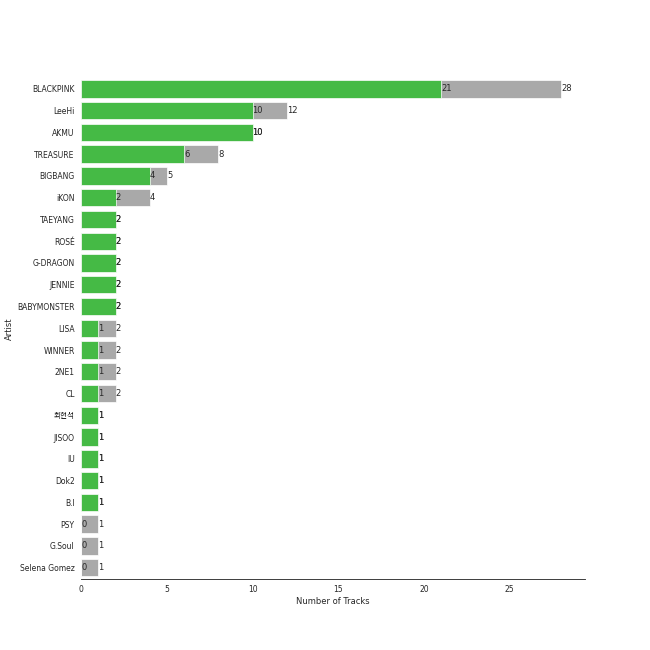 BLACKPINK 21 28
LeeHi 10 12
AKMU 10
TREASURE 6 8
BIGBANG 4 5
iKON 2 4
TAEYANG 2
ROSÉ 2
G-DRAGON 2
JENNIE 2
BABYMONSTER 2
LISA 1 2
WINNER 1 2
2NE1 1 2
CL 1 2
최현석 1
JISOO 1
IU 1
Dok2 1
B.I 1
PSY 0 1
G.Soul 0 1
Selena Gomez 0 1
Artist
0 5 10 15 20 25
Number of Tracks